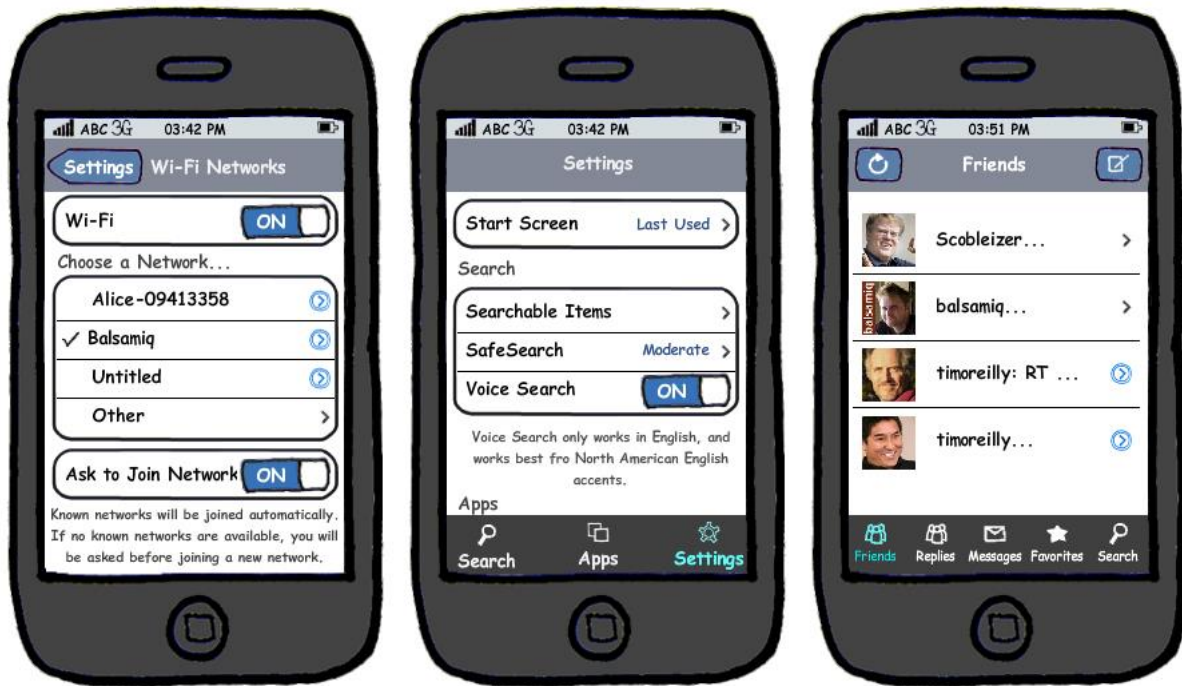 ABC 3G 03:42 PM
Settings Wi-Fi Networks
Wi-Fi ON
Choose a Network...
Alice-09413358
Balsamiq
Untitled
Other
Ask to Join Network ON
Known networks will be joined automatically.
If no known networks are available, you will
be asked before joining a new network.
ABC 3G 03:42 PM
Settings
Start Screen Last Used
Search
Searchable Items
SafeSearch Moderate
Voice Search ON
Voice Search only works in English, and
works best fro North American English
accents.
Apps
Search Apps Settings
ABC 3G 03:51 PM
Friends
Scobleizer...
balsamiq
balsamiq...
timoreilly: RT ...
timoreilly...
Friends Replies Messages Favorites Search